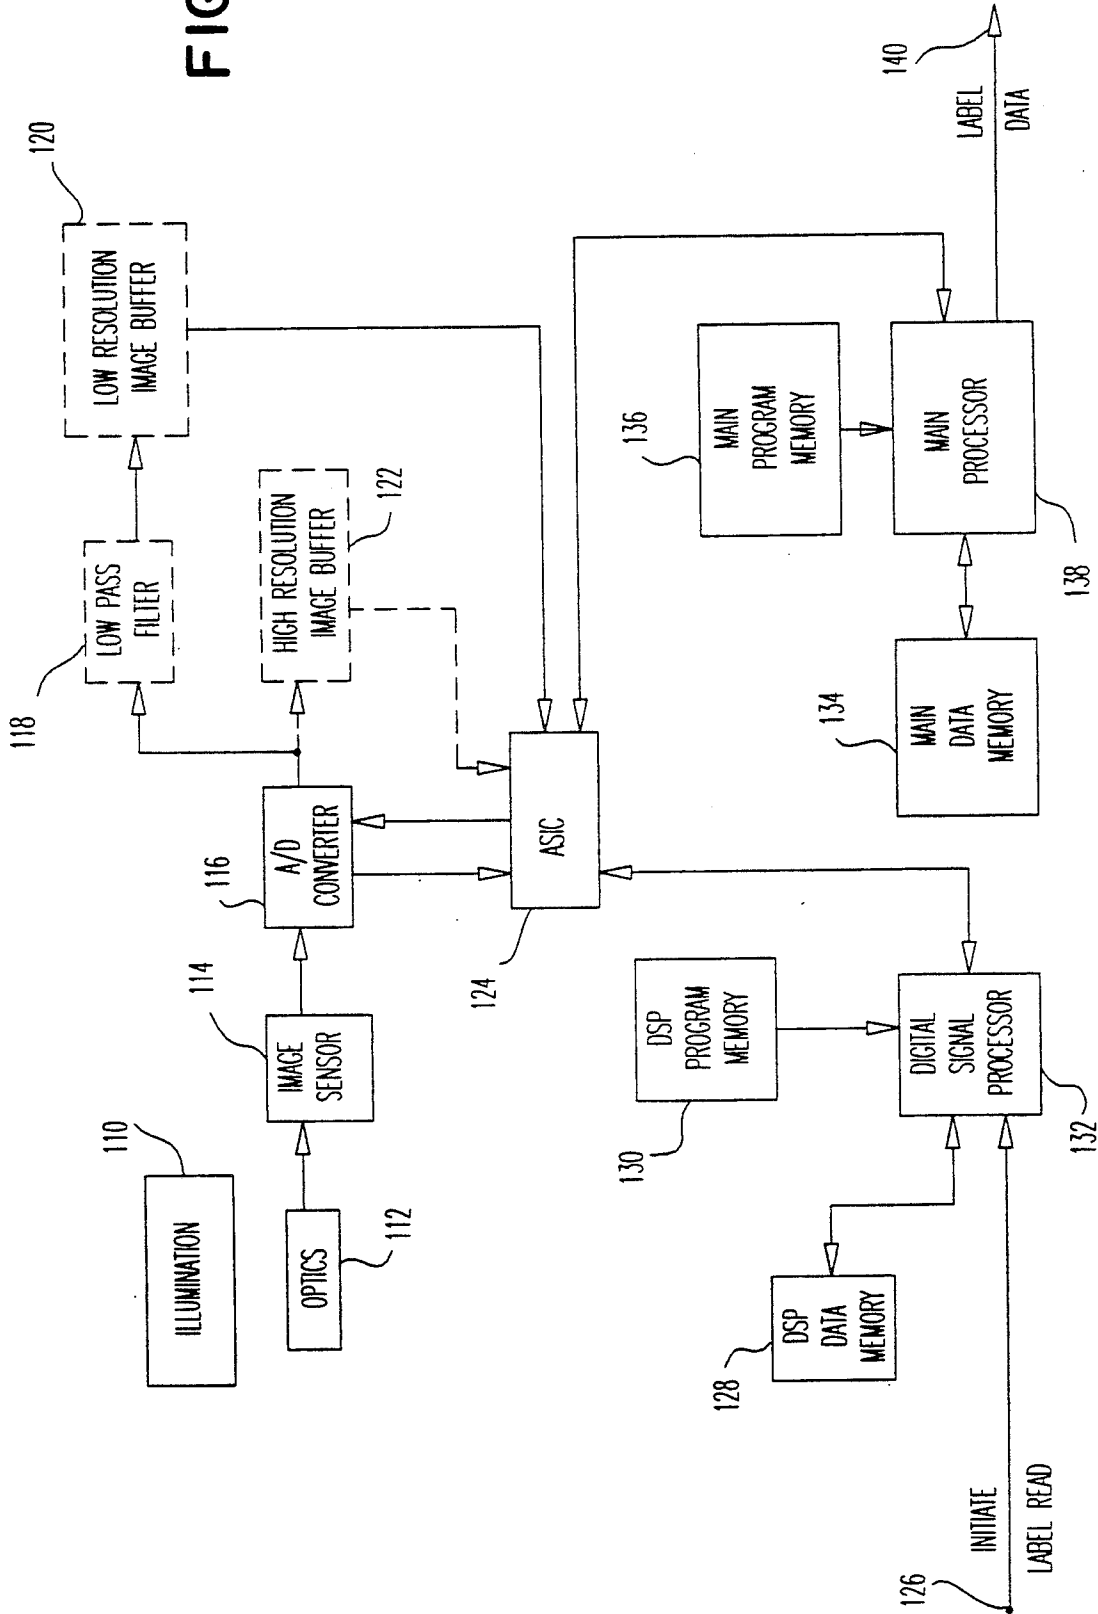 FIG
ILLUMINATION
110
OPTICS
112
IMAGE
SENSOR
114
A/D
CONVERTER
116
LOW PASS
FILTER
118
LOW RESOLUTION
IMAGE BUFFER
120
HIGH RESOLUTION
IMAGE BUFFER
122
ASIC
124
INITIATE
LABEL READ
126
DSP
DATA
MEMORY
128
DSP
PROGRAM
MEMORY
130
DIGITAL
SIGNAL
PROCESSOR
132
MAIN
DATA
MEMORY
134
MAIN
PROGRAM
MEMORY
136
MAIN
PROCESSOR
138
LABEL
DATA
140